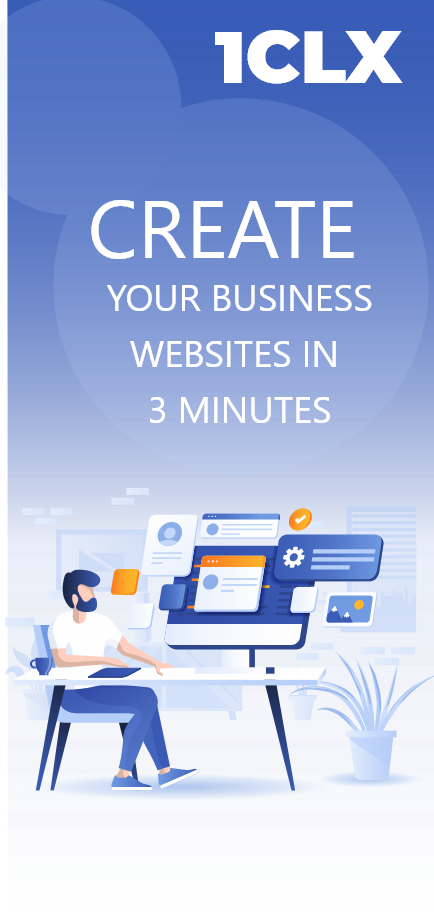 1CLX
CREATE
YOUR BUSINESS
WEBSITES IN
3 MINUTES